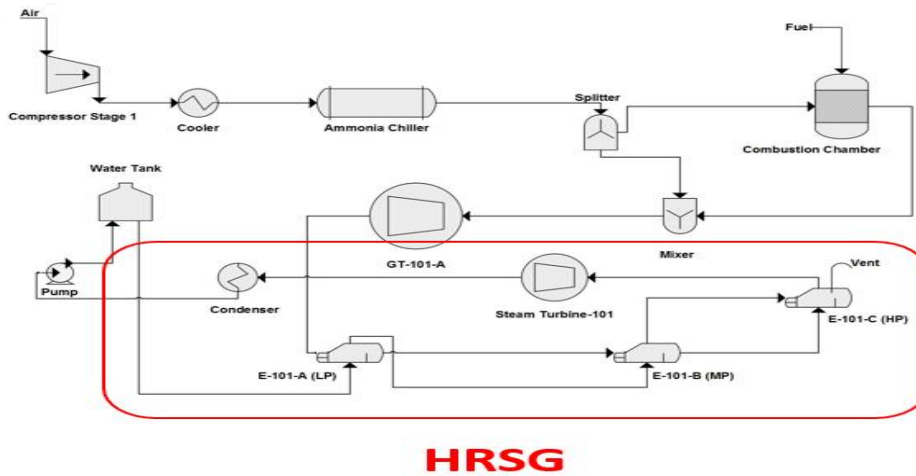 Air
Fuel
Compressor Stage 1
Cooler
Ammonia Chiller
Splitter
Combustion Chamber
Water Tank
GT-101-A
Mixer
Pump
Condenser
Steam Turbine-101
Vent
E-101-C (HP)
E-101-A (LP)
E-101-B (MP)
HRSG